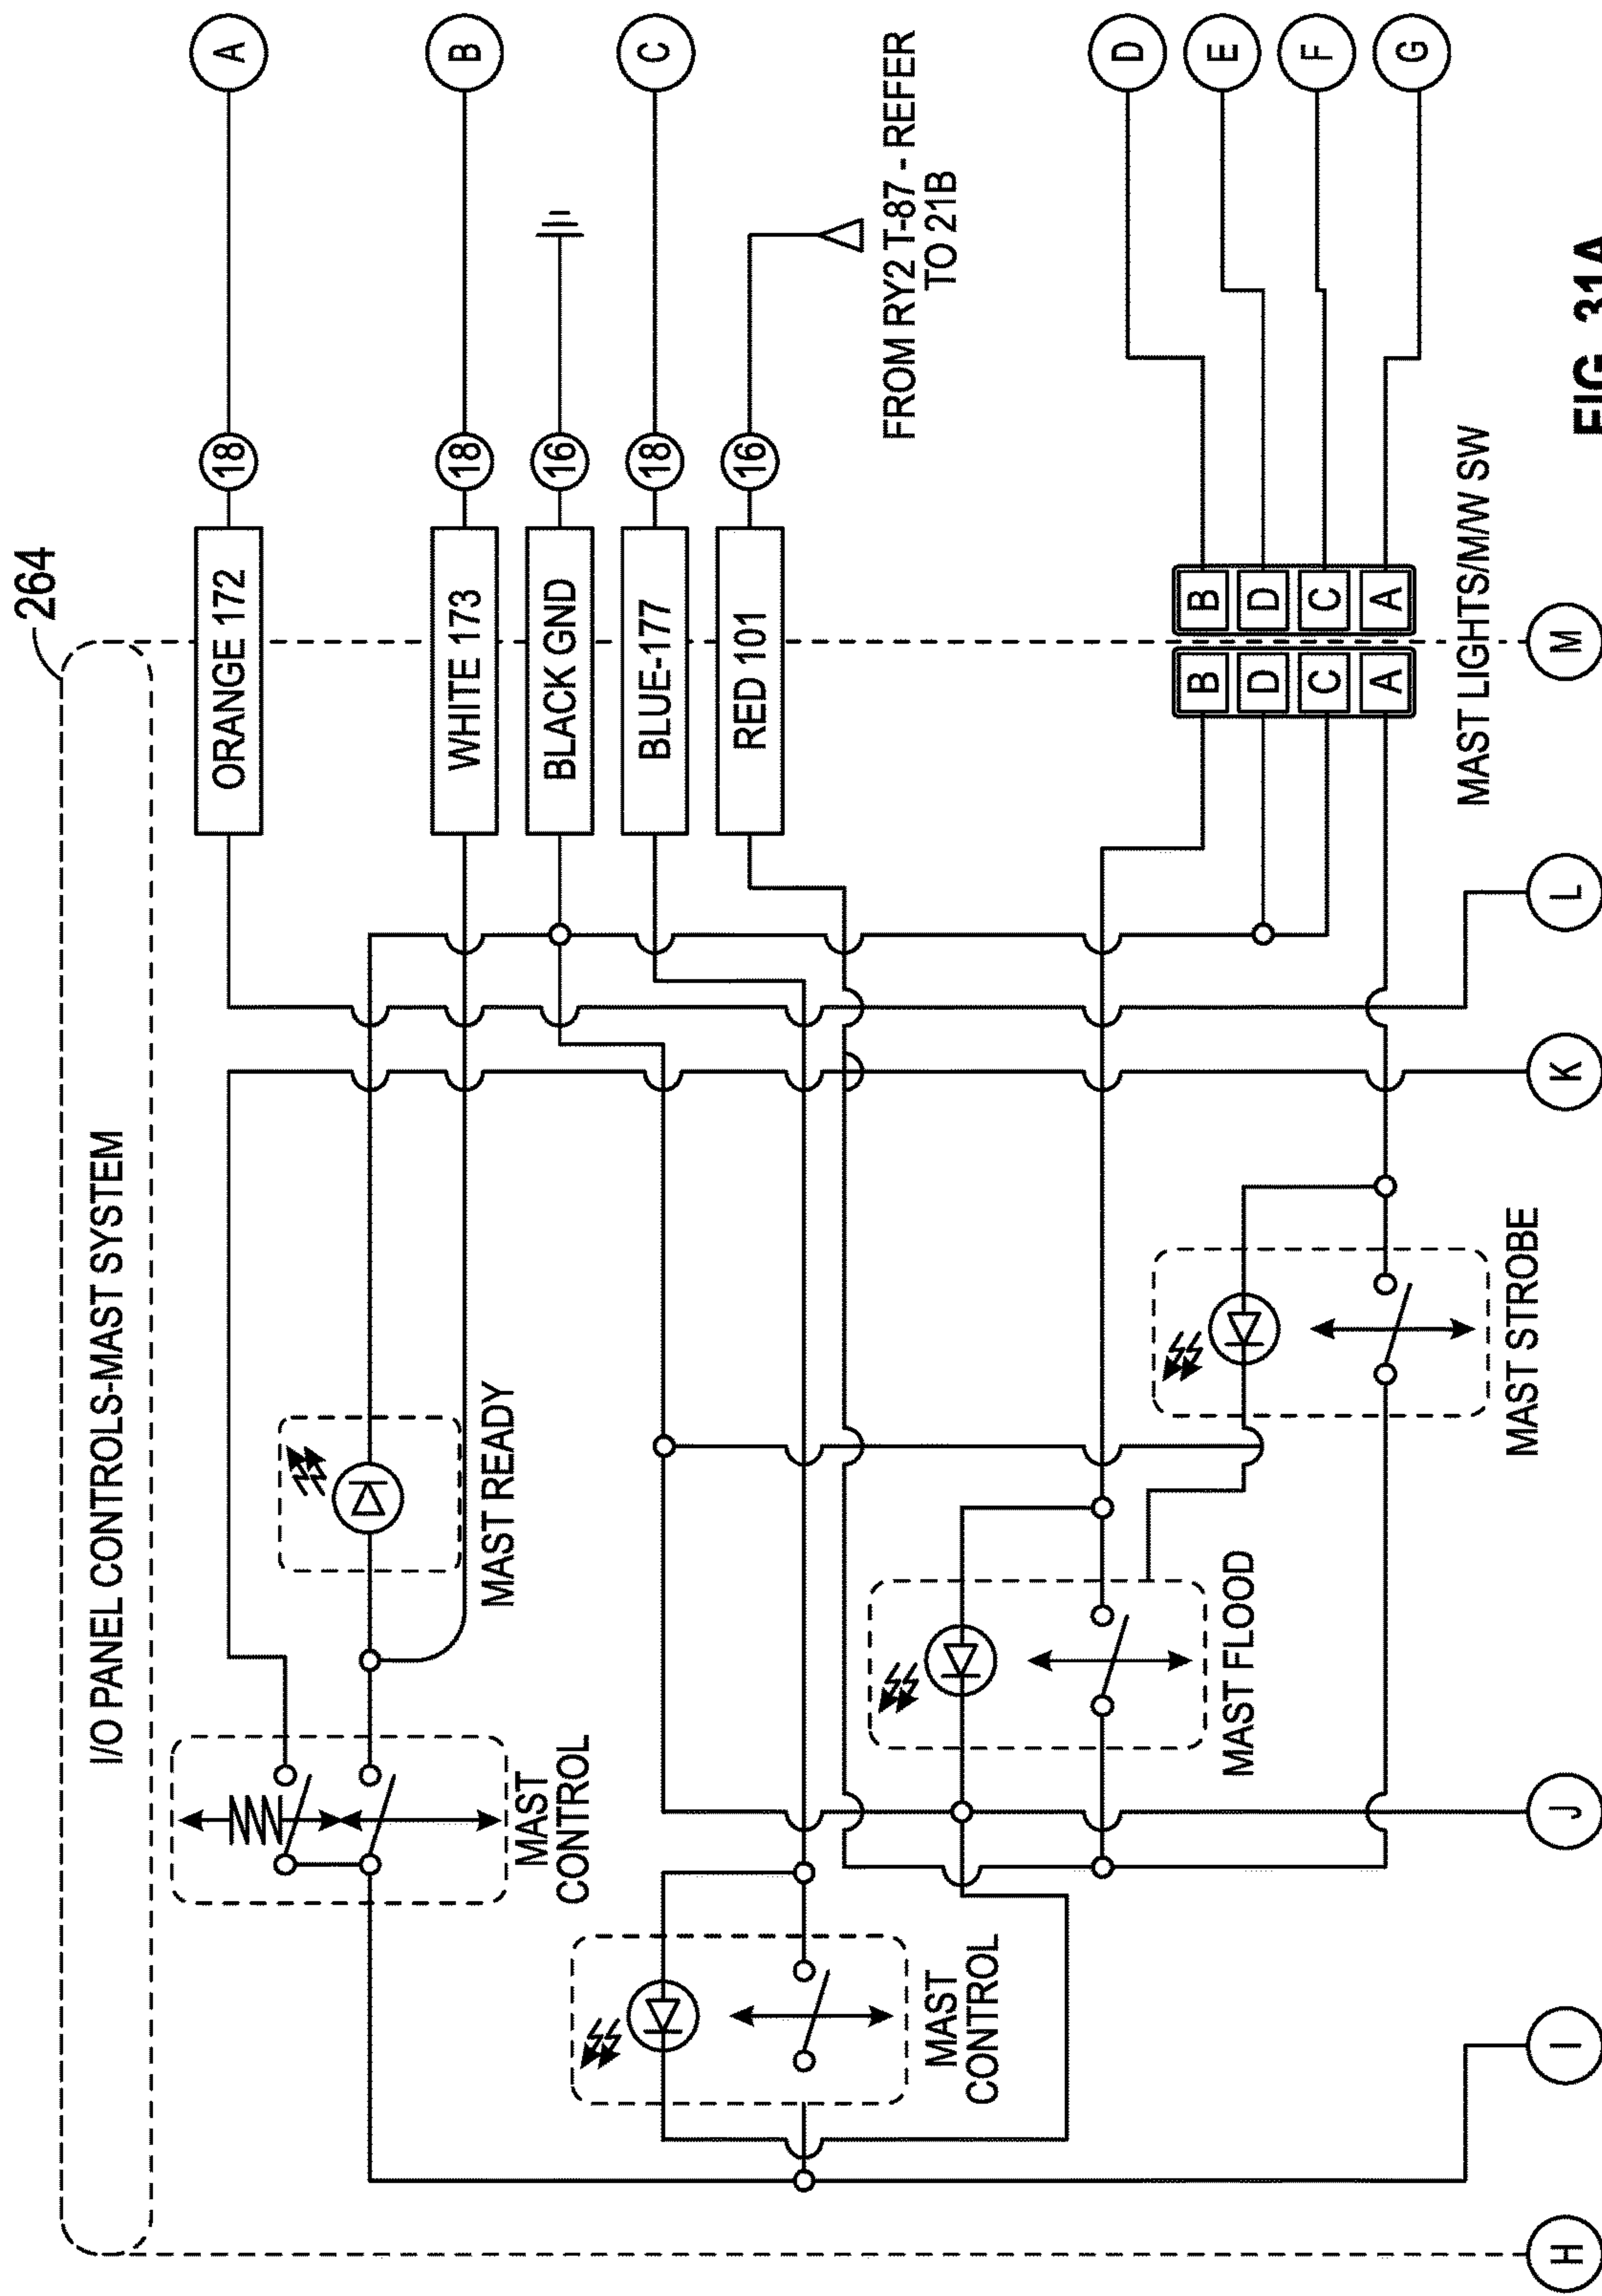 264
I/O PANEL CONTROLS-MAST SYSTEM
ORANGE 172
18
A
WHITE 173
18
B
BLACK GND
16
BLUE-177
18
C
RED 101
16
FROM RY2 T-87 - REFER
TO 21B
MAST
CONTROL
MAST READY
MAST
CONTROL
MAST FLOOD
MAST STROBE
B
B
D
D
D
E
C
C
F
A
A
G
MAST LIGHTS/M/W SW
H
I
J
K
L
M
FIG. 31A